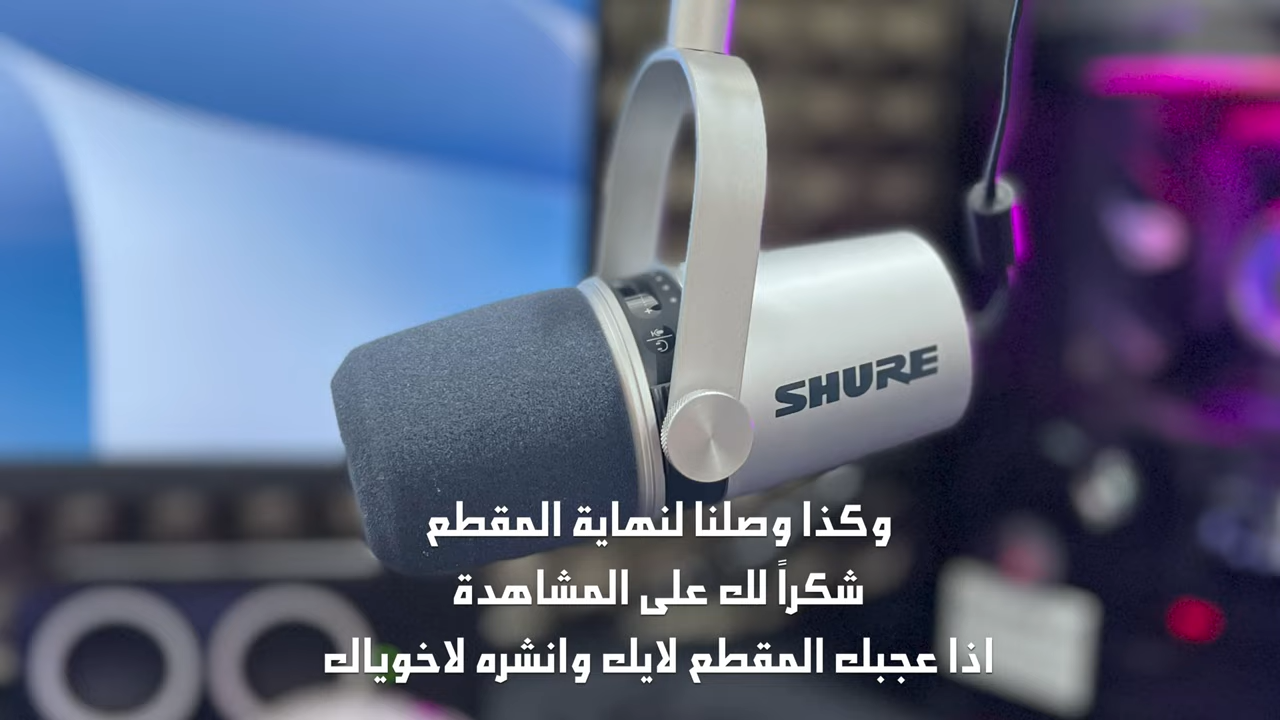 SHURE
وكذا وصلنا لنهاية المقطع
شكراً لك على المشاهدة
اذا عجبك المقطع لايك وانشره لاخوياك